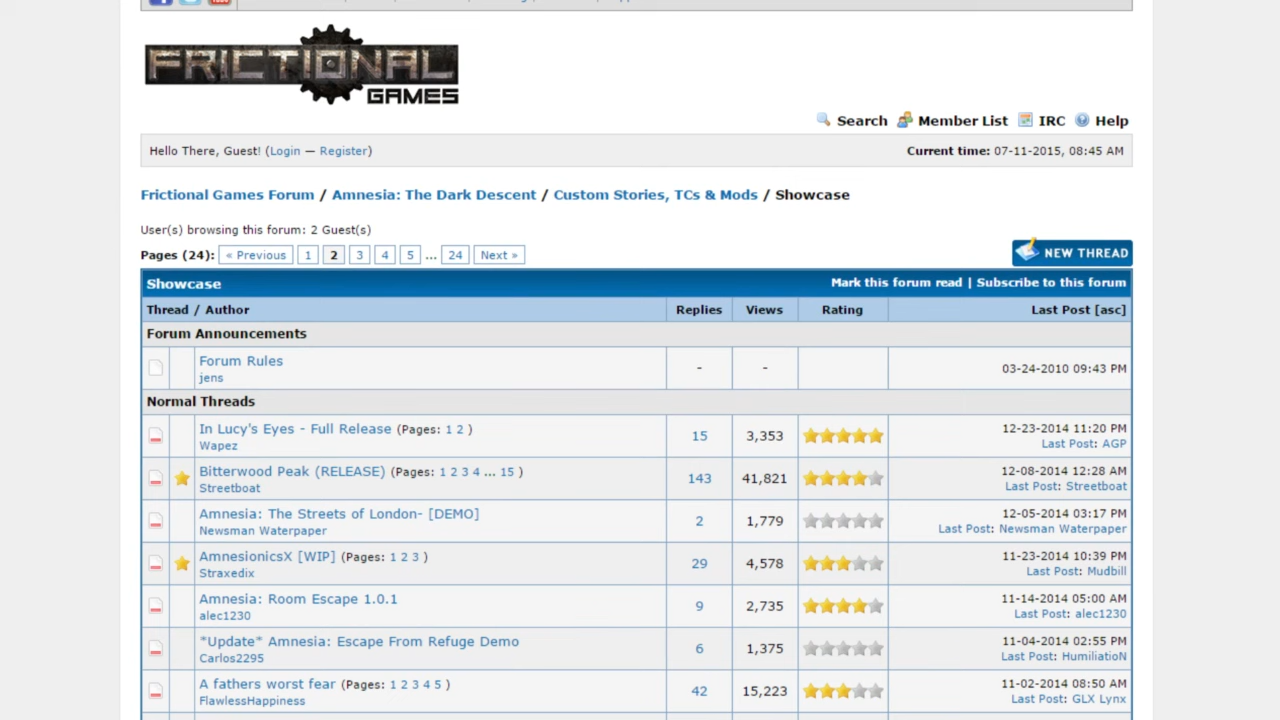 FRICTIONAL
GAMES
Search Member List IRC Help
Hello There, Guest! (Login — Register)
Current time: 07-11-2015, 08:45 AM
Frictional Games Forum / Amnesia: The Dark Descent / Custom Stories, TCs & Mods / Showcase
User(s) browsing this forum: 2 Guest(s)
Pages (24): « Previous 1 2 3 4 5 ... 24 Next »
NEW THREAD
Showcase
Mark this forum read | Subscribe to this forum
Thread / Author Replies Views Rating Last Post [asc]
Forum Announcements
Forum Rules
jens
- -
03-24-2010 09:43 PM
Normal Threads
In Lucy's Eyes - Full Release (Pages: 1 2 )
Wapez
15 3,353
12-23-2014 11:20 PM
Last Post: AGP
Bitterwood Peak (RELEASE) (Pages: 1 2 3 4 ... 15 )
Streetboat
143 41,821
12-08-2014 12:28 AM
Last Post: Streetboat
Amnesia: The Streets of London- [DEMO]
Newsman Waterpaper
2 1,779
12-05-2014 03:17 PM
Last Post: Newsman Waterpaper
AmnesionicsX [WIP] (Pages: 1 2 3 )
Straxedix
29 4,578
11-23-2014 10:39 PM
Last Post: Mudbill
Amnesia: Room Escape 1.0.1
alec1230
9 2,735
11-14-2014 05:00 AM
Last Post: alec1230
*Update* Amnesia: Escape From Refuge Demo
Carlos2295
6 1,375
11-04-2014 02:55 PM
Last Post: HumiliatioN
A fathers worst fear (Pages: 1 2 3 4 5 )
FlawlessHappiness
42 15,223
11-02-2014 08:50 AM
Last Post: GLX Lynx